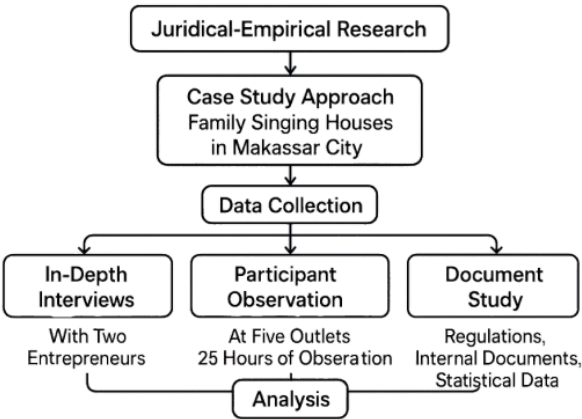 Juridical-Empirical Research
Case Study Approach
Family Singing Houses
in Makassar City
Data Collection
In-Depth
Interviews
With Two
Entrepreneurs
Participant
Observation
At Five Outlets
25 Hours of Obseration
Document
Study
Regulations,
Internal Documents,
Statistical Data
Analysis